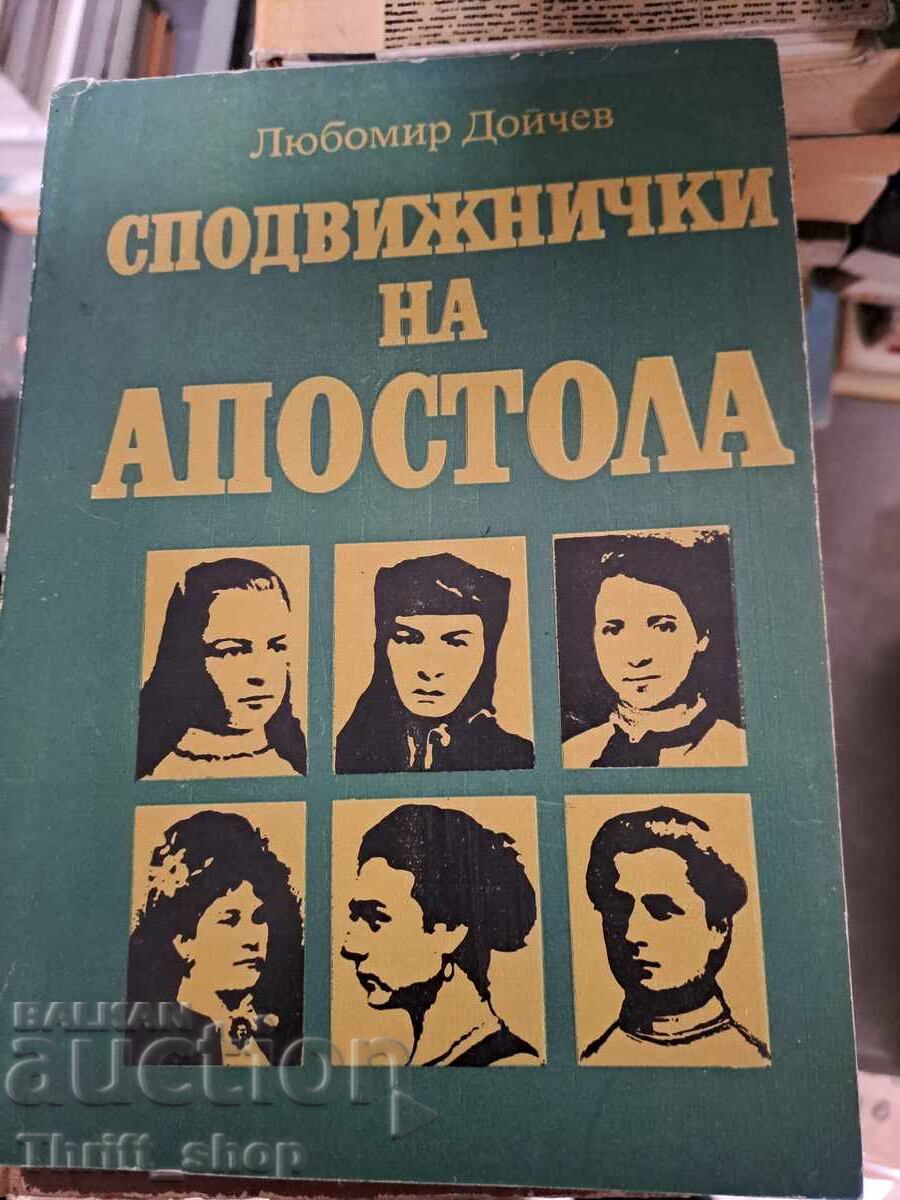 Любомир Дойчев
СПОДВИЖНИЧКИ
НА
АПОСТОЛА
BALKAN
auction
Thrift_shop